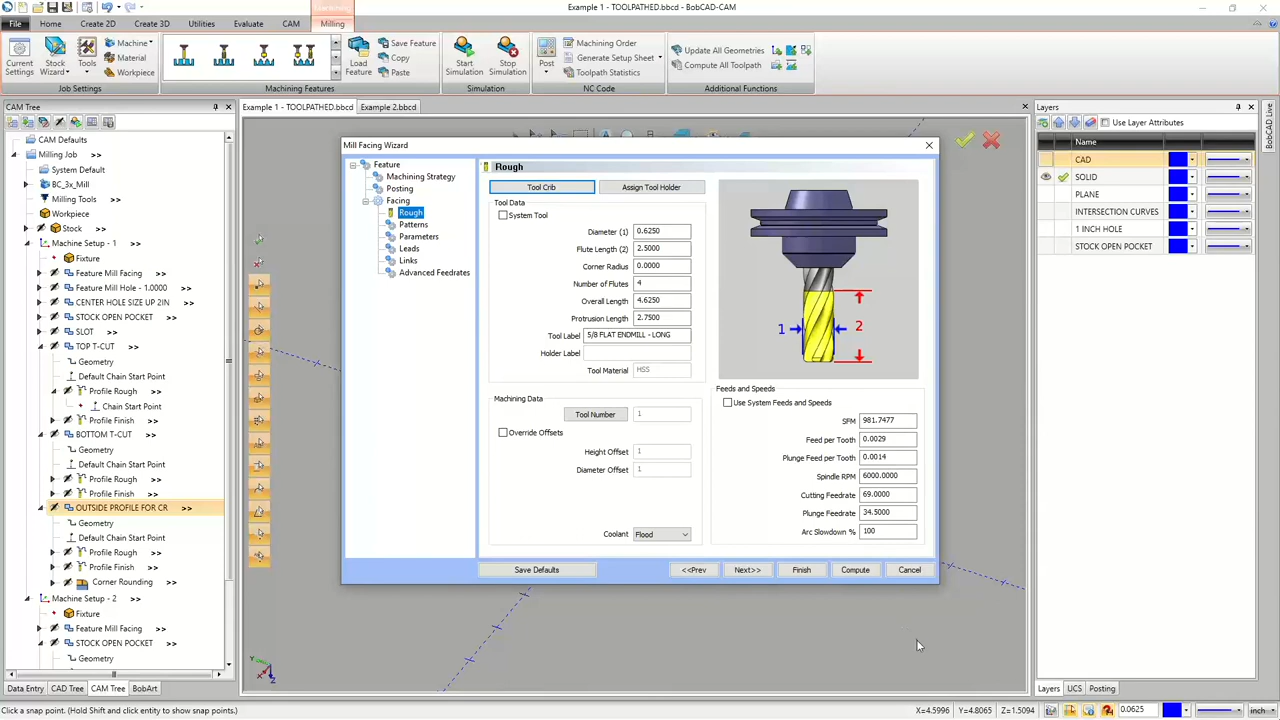 Machining
Example 1 - TOOLPATHED.bbcd - BobCAD-CAM
File
Home
Create 2D
Create 3D
Utilities
Evaluate
CAM
Milling
Current Settings
Stock Wizard
Tools
Machine
Material
Workpiece
Load Feature
Save Feature
Copy
Paste
Start Simulation
Stop Simulation
Post
Machining Order
Generate Setup Sheet
Toolpath Statistics
Update All Geometries
Compute All Toolpath
Job Settings
Machining Features
Simulation
NC Code
Additional Functions
CAM Tree
CAM Defaults
Milling Job >>
System Default
BC_3x_Mill >>
Milling Tools >>
Workpiece
Stock >>
Machine Setup - 1 >>
Fixture
Feature Mill Facing >>
Feature Mill Hole - 1.0000 >>
CENTER HOLE SIZE UP 2IN >>
STOCK OPEN POCKET >>
SLOT >>
TOP T-CUT >>
Geometry
Default Chain Start Point
Profile Rough >>
Chain Start Point
Profile Finish >>
BOTTOM T-CUT >>
Geometry
Default Chain Start Point
Profile Rough >>
Profile Finish >>
OUTSIDE PROFILE FOR CR >>
Geometry
Default Chain Start Point
Profile Rough >>
Profile Finish >>
Corner Rounding >>
Machine Setup - 2 >>
Fixture
Feature Mill Facing >>
STOCK OPEN POCKET >>
Geometry
Data Entry
CAD Tree
CAM Tree
BobArt
Example 1 - TOOLPATHED.bbcd
Example 2.bbcd
Mill Facing Wizard
Feature
Machining Strategy
Posting
Facing
Rough
Patterns
Parameters
Leads
Links
Advanced Feedrates
Rough
Tool Crib
Assign Tool Holder
Tool Data
System Tool
Diameter (1) 0.6250
Flute Length (2) 2.5000
Corner Radius 0.0000
Number of Flutes 4
Overall Length 4.6250
Protrusion Length 2.7500
Tool Label 5/8 FLAT ENDMILL - LONG
Holder Label
Tool Material HSS
Machining Data
Tool Number 1
Override Offsets
Height Offset 1
Diameter Offset 1
Coolant Flood
1
2
Feeds and Speeds
Use System Feeds and Speeds
SFM 981.7477
Feed per Tooth 0.0029
Plunge Feed per Tooth 0.0014
Spindle RPM 6000.0000
Cutting Feedrate 69.0000
Plunge Feedrate 34.5000
Arc Slowdown % 100
Save Defaults
<<Prev
Next>>
Finish
Compute
Cancel
Layers
Use Layer Attributes
Name
CAD
SOLID
PLANE
INTERSECTION CURVES
1 INCH HOLE
STOCK OPEN POCKET
BobCAD Live
Layers
UCS
Posting
Click a snap point. (Hold Shift and click entity to show snap points.)
X=4.5996
Y=4.8065
Z=1.5094
0.0625
inch